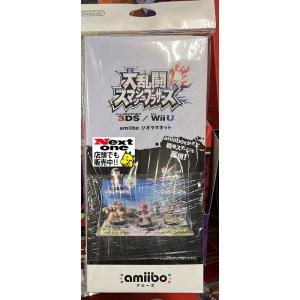 Nintendo
大乱闘
スマッシュブラザーズ
3DS / Wii U
amiibo ジオラマキット
Next
one
店頭でも
販売中!!
amiibo
アミーボ